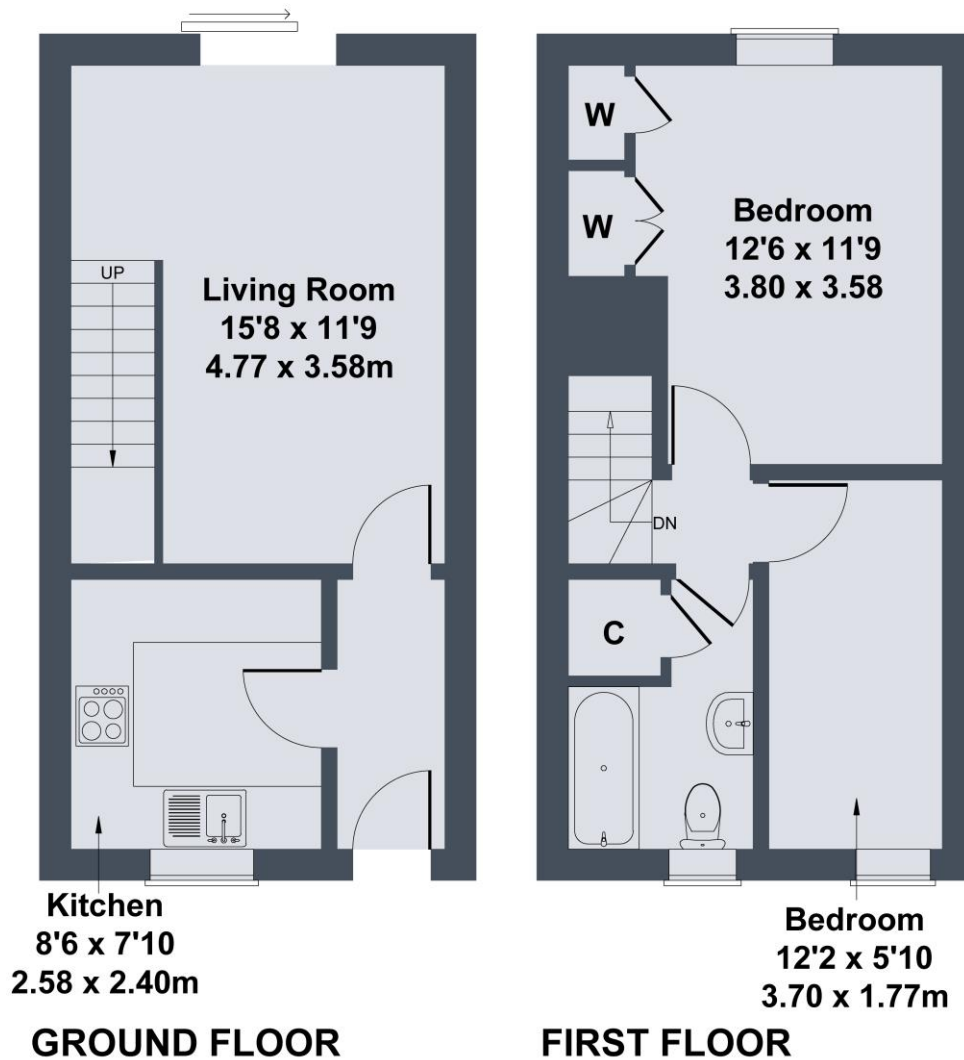 UP
Living Room
15'8 x 11'9
4.77 x 3.58m
Kitchen
8'6 x 7'10
2.58 x 2.40m
GROUND FLOOR
W
W
Bedroom
12'6 x 11'9
3.80 x 3.58
DN
C
Bedroom
12'2 x 5'10
3.70 x 1.77m
FIRST FLOOR